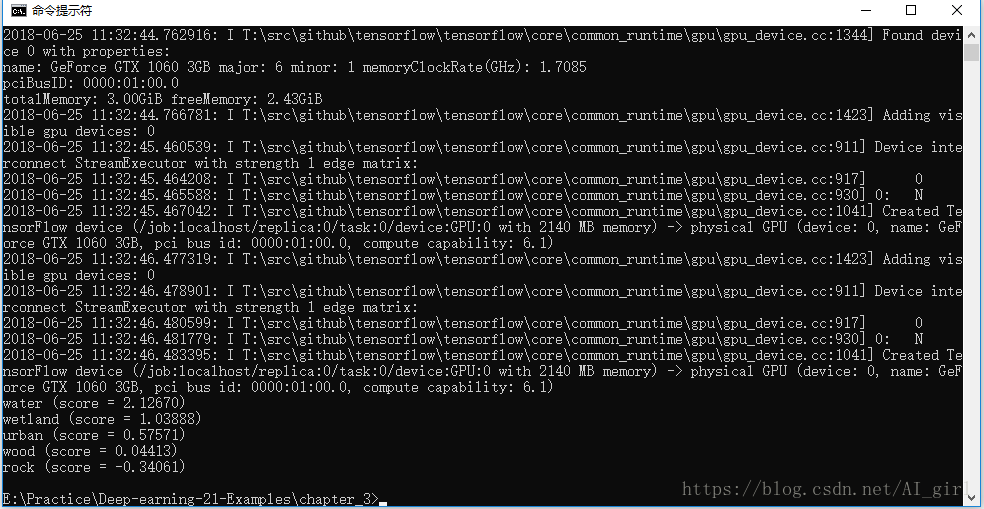 命令提示符
2018-06-25 11:32:44.762916: I T:\src\github\tensorflow\tensorflow\core\common_runtime\gpu\gpu_device.cc:1344] Found devi
ce 0 with properties:
name: GeForce GTX 1060 3GB major: 6 minor: 1 memoryClockRate(GHz): 1.7085
pciBusID: 0000:01:00.0
totalMemory: 3.00GiB freeMemory: 2.43GiB
2018-06-25 11:32:44.766781: I T:\src\github\tensorflow\tensorflow\core\common_runtime\gpu\gpu_device.cc:1423] Adding vis
ible gpu devices: 0
2018-06-25 11:32:45.460539: I T:\src\github\tensorflow\tensorflow\core\common_runtime\gpu\gpu_device.cc:911] Device inte
rconnect StreamExecutor with strength 1 edge matrix:
2018-06-25 11:32:45.464208: I T:\src\github\tensorflow\tensorflow\core\common_runtime\gpu\gpu_device.cc:917]      0
2018-06-25 11:32:45.465588: I T:\src\github\tensorflow\tensorflow\core\common_runtime\gpu\gpu_device.cc:930] 0:   N
2018-06-25 11:32:45.467042: I T:\src\github\tensorflow\tensorflow\core\common_runtime\gpu\gpu_device.cc:1041] Created Te
nsorFlow device (/job:localhost/replica:0/task:0/device:GPU:0 with 2140 MB memory) -> physical GPU (device: 0, name: GeF
orce GTX 1060 3GB, pci bus id: 0000:01:00.0, compute capability: 6.1)
2018-06-25 11:32:46.477319: I T:\src\github\tensorflow\tensorflow\core\common_runtime\gpu\gpu_device.cc:1423] Adding vis
ible gpu devices: 0
2018-06-25 11:32:46.478901: I T:\src\github\tensorflow\tensorflow\core\common_runtime\gpu\gpu_device.cc:911] Device inte
rconnect StreamExecutor with strength 1 edge matrix:
2018-06-25 11:32:46.480599: I T:\src\github\tensorflow\tensorflow\core\common_runtime\gpu\gpu_device.cc:917]      0
2018-06-25 11:32:46.481779: I T:\src\github\tensorflow\tensorflow\core\common_runtime\gpu\gpu_device.cc:930] 0:   N
2018-06-25 11:32:46.483395: I T:\src\github\tensorflow\tensorflow\core\common_runtime\gpu\gpu_device.cc:1041] Created Te
nsorFlow device (/job:localhost/replica:0/task:0/device:GPU:0 with 2140 MB memory) -> physical GPU (device: 0, name: GeF
orce GTX 1060 3GB, pci bus id: 0000:01:00.0, compute capability: 6.1)
water (score = 2.12670)
wetland (score = 1.03888)
urban (score = 0.57571)
wood (score = 0.04413)
rock (score = -0.34061)
E:\Practice\Deep-earning-21-Examples\chapter_3>
https://blog.csdn.net/AI_girl